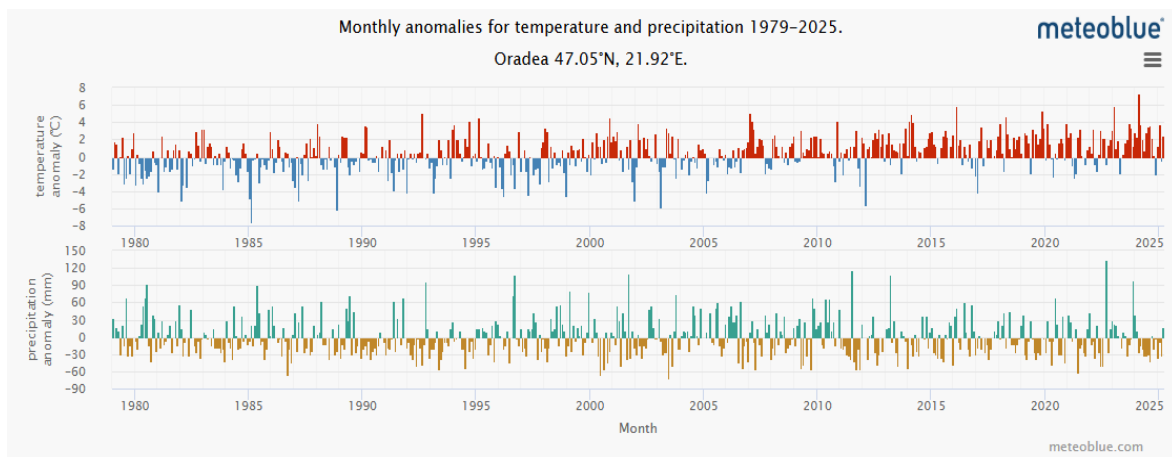 Monthly anomalies for temperature and precipitation 1979-2025.
meteoblue®
Oradea 47.05°N, 21.92°E.
temperature
anomaly (℃)
8
6
4
2
0
−2
−4
−6
−8
1980 1985 1990 1995 2000 2005 2010 2015 2020 2025
precipitation
anomaly (mm)
150
120
90
60
30
0
−30
−60
−90
1980 1985 1990 1995 2000 2005 2010 2015 2020 2025
Month
meteoblue.com